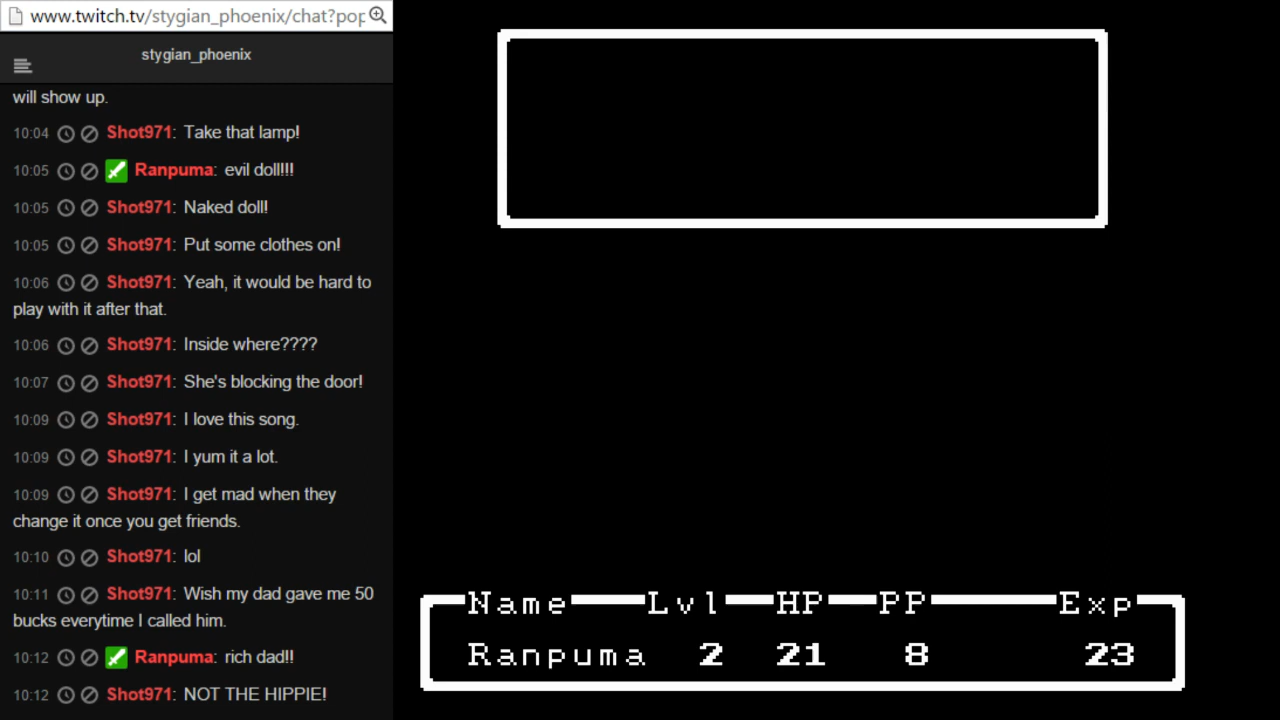 www.twitch.tv/stygian_phoenix/chat?pop
stygian_phoenix
will show up.
10:04 Shot971: Take that lamp!
10:05 Ranpuma: evil doll!!!
10:05 Shot971: Naked doll!
10:05 Shot971: Put some clothes on!
10:06 Shot971: Yeah, it would be hard to
play with it after that.
10:06 Shot971: Inside where????
10:07 Shot971: She's blocking the door!
10:09 Shot971: I love this song.
10:09 Shot971: I yum it a lot.
10:09 Shot971: I get mad when they
change it once you get friends.
10:10 Shot971: lol
10:11 Shot971: Wish my dad gave me 50
bucks everytime I called him.
10:12 Ranpuma: rich dad!!
10:12 Shot971: NOT THE HIPPIE!
Name Lvl HP PP Exp
Ranpuma 2 21 8 23